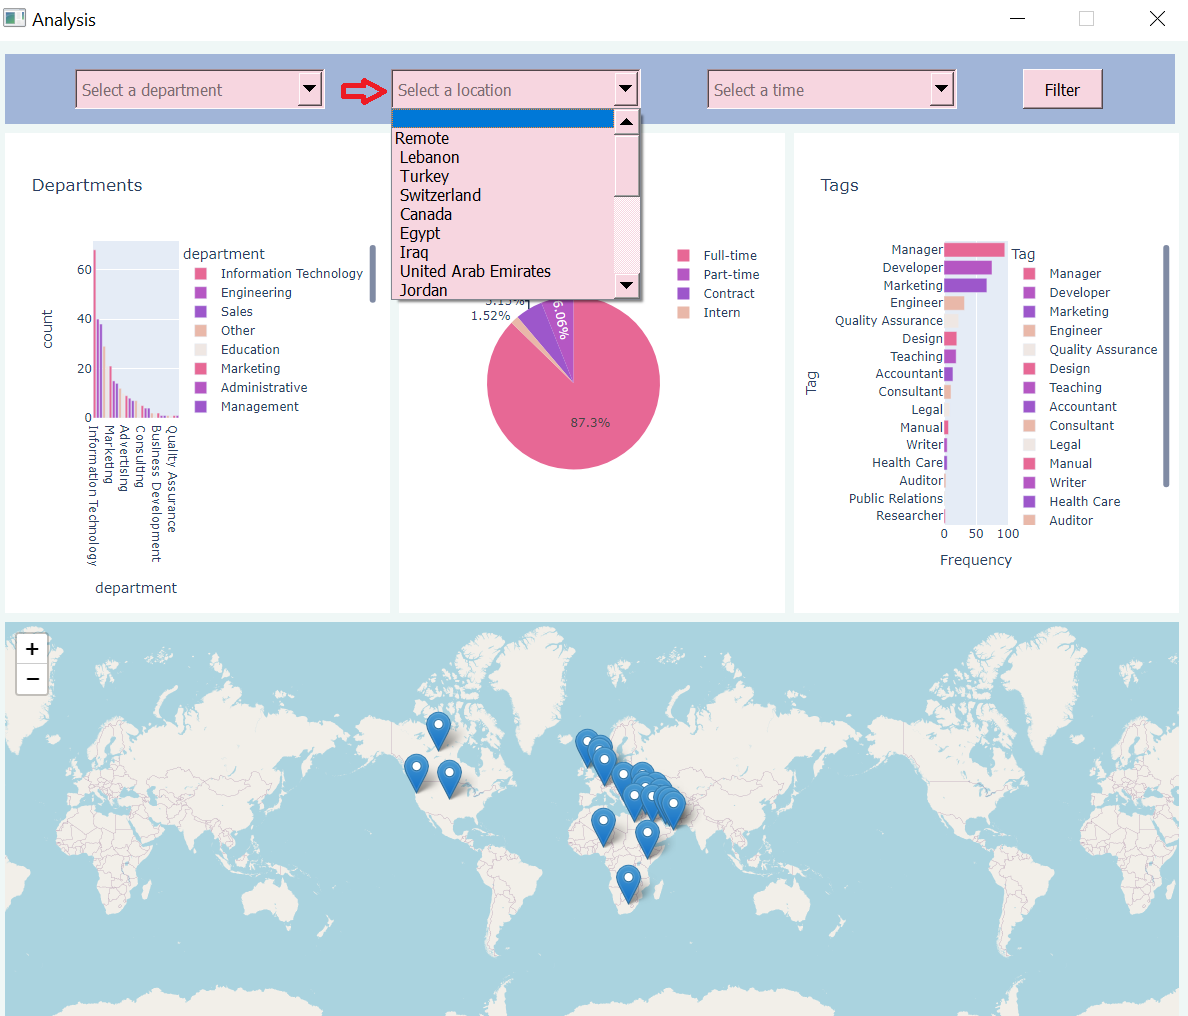 Analysis
Select a department
Select a location
Select a time
Filter
Remote
Lebanon
Turkey
Switzerland
Canada
Egypt
Iraq
United Arab Emirates
Jordan
Departments
count
60
40
20
0
Information Technology
Marketing
Advertising
Consulting
Business Development
Quality Assurance
department
department
Information Technology
Engineering
Sales
Other
Education
Marketing
Administrative
Management
Full-time
Part-time
Contract
Intern
1.52%
6.06%
87.3%
Tags
Tag
Manager
Developer
Marketing
Engineer
Quality Assurance
Design
Teaching
Accountant
Consultant
Legal
Manual
Writer
Health Care
Auditor
Public Relations
Researcher
0 50 100
Frequency
Tag
Manager
Developer
Marketing
Engineer
Quality Assurance
Design
Teaching
Accountant
Consultant
Legal
Manual
Writer
Health Care
Auditor
+
−